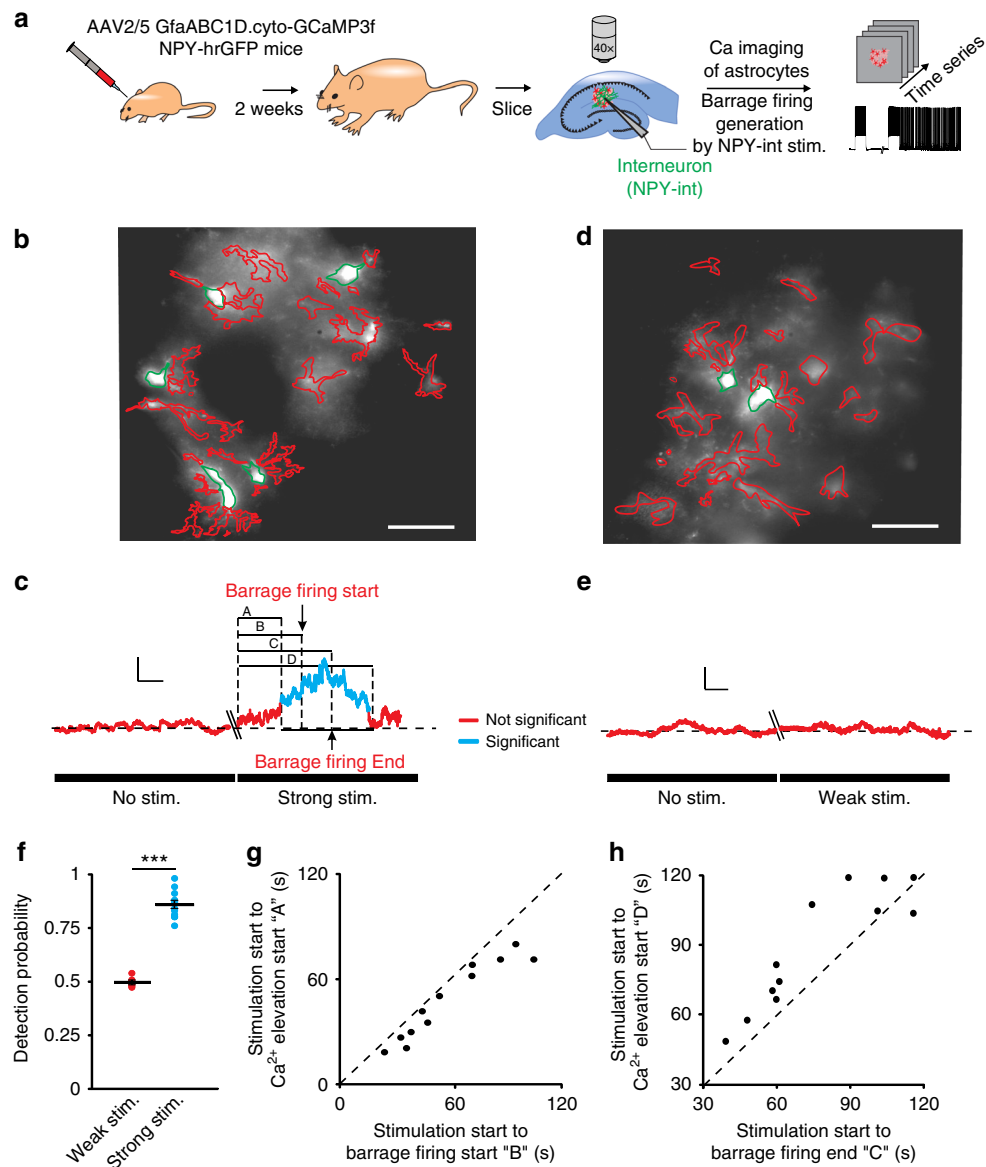 a
AAV2/5 GfaABC1D.cyto-GCaMP3f
NPY-hrGFP mice
2 weeks
Slice
40×
Ca imaging
of astrocytes
Barrage firing
generation
by NPY-int stim.
Interneuron
(NPY-int)
Time series
b
d
c
Barrage firing start
A
B
C
D
Barrage firing End
No stim.
Strong stim.
Not significant
Significant
e
No stim.
Weak stim.
f
Detection probability
1
0.75
0.5
0.25
0
***
Weak stim.
Strong stim.
g
Stimulation start to
Ca²⁺ elevation start “A” (s)
120
60
0
0
60
120
Stimulation start to
barrage firing start "B" (s)
h
Stimulation start to
Ca²⁺ elevation start “D” (s)
120
90
60
30
30
60
90
120
Stimulation start to
barrage firing end "C" (s)